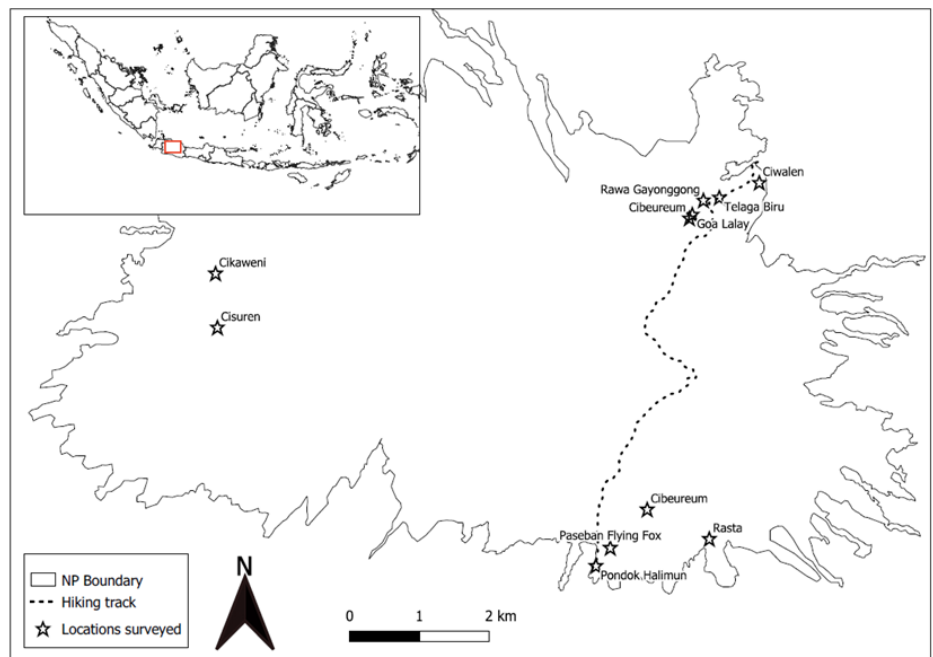 Ciwalen
Rawa Gayonggong
Telaga Biru
Cibeureum
Goa Lalay
Cikaweni
Cisuren
Cibeureum
Rasta
Paseban Flying Fox
Pondok Halimun
NP Boundary
Hiking track
Locations surveyed
N
0 1 2 km